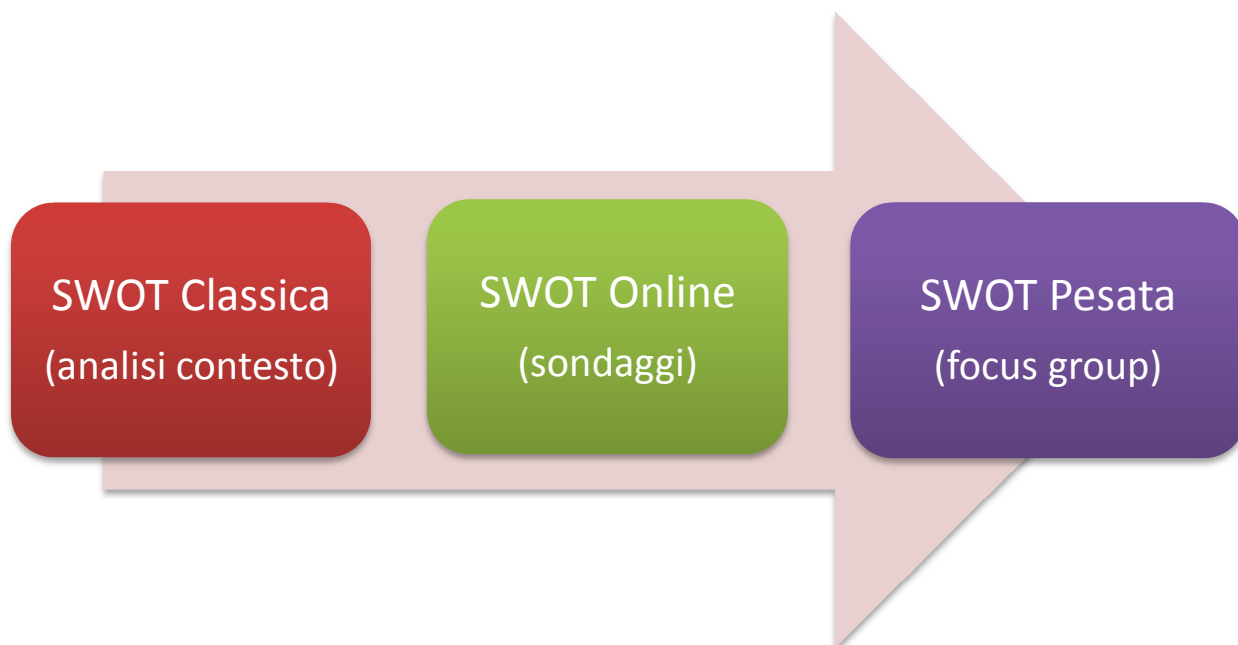 SWOT Classica
(analisi contesto)
SWOT Online
(sondaggi)
SWOT Pesata
(focus group)